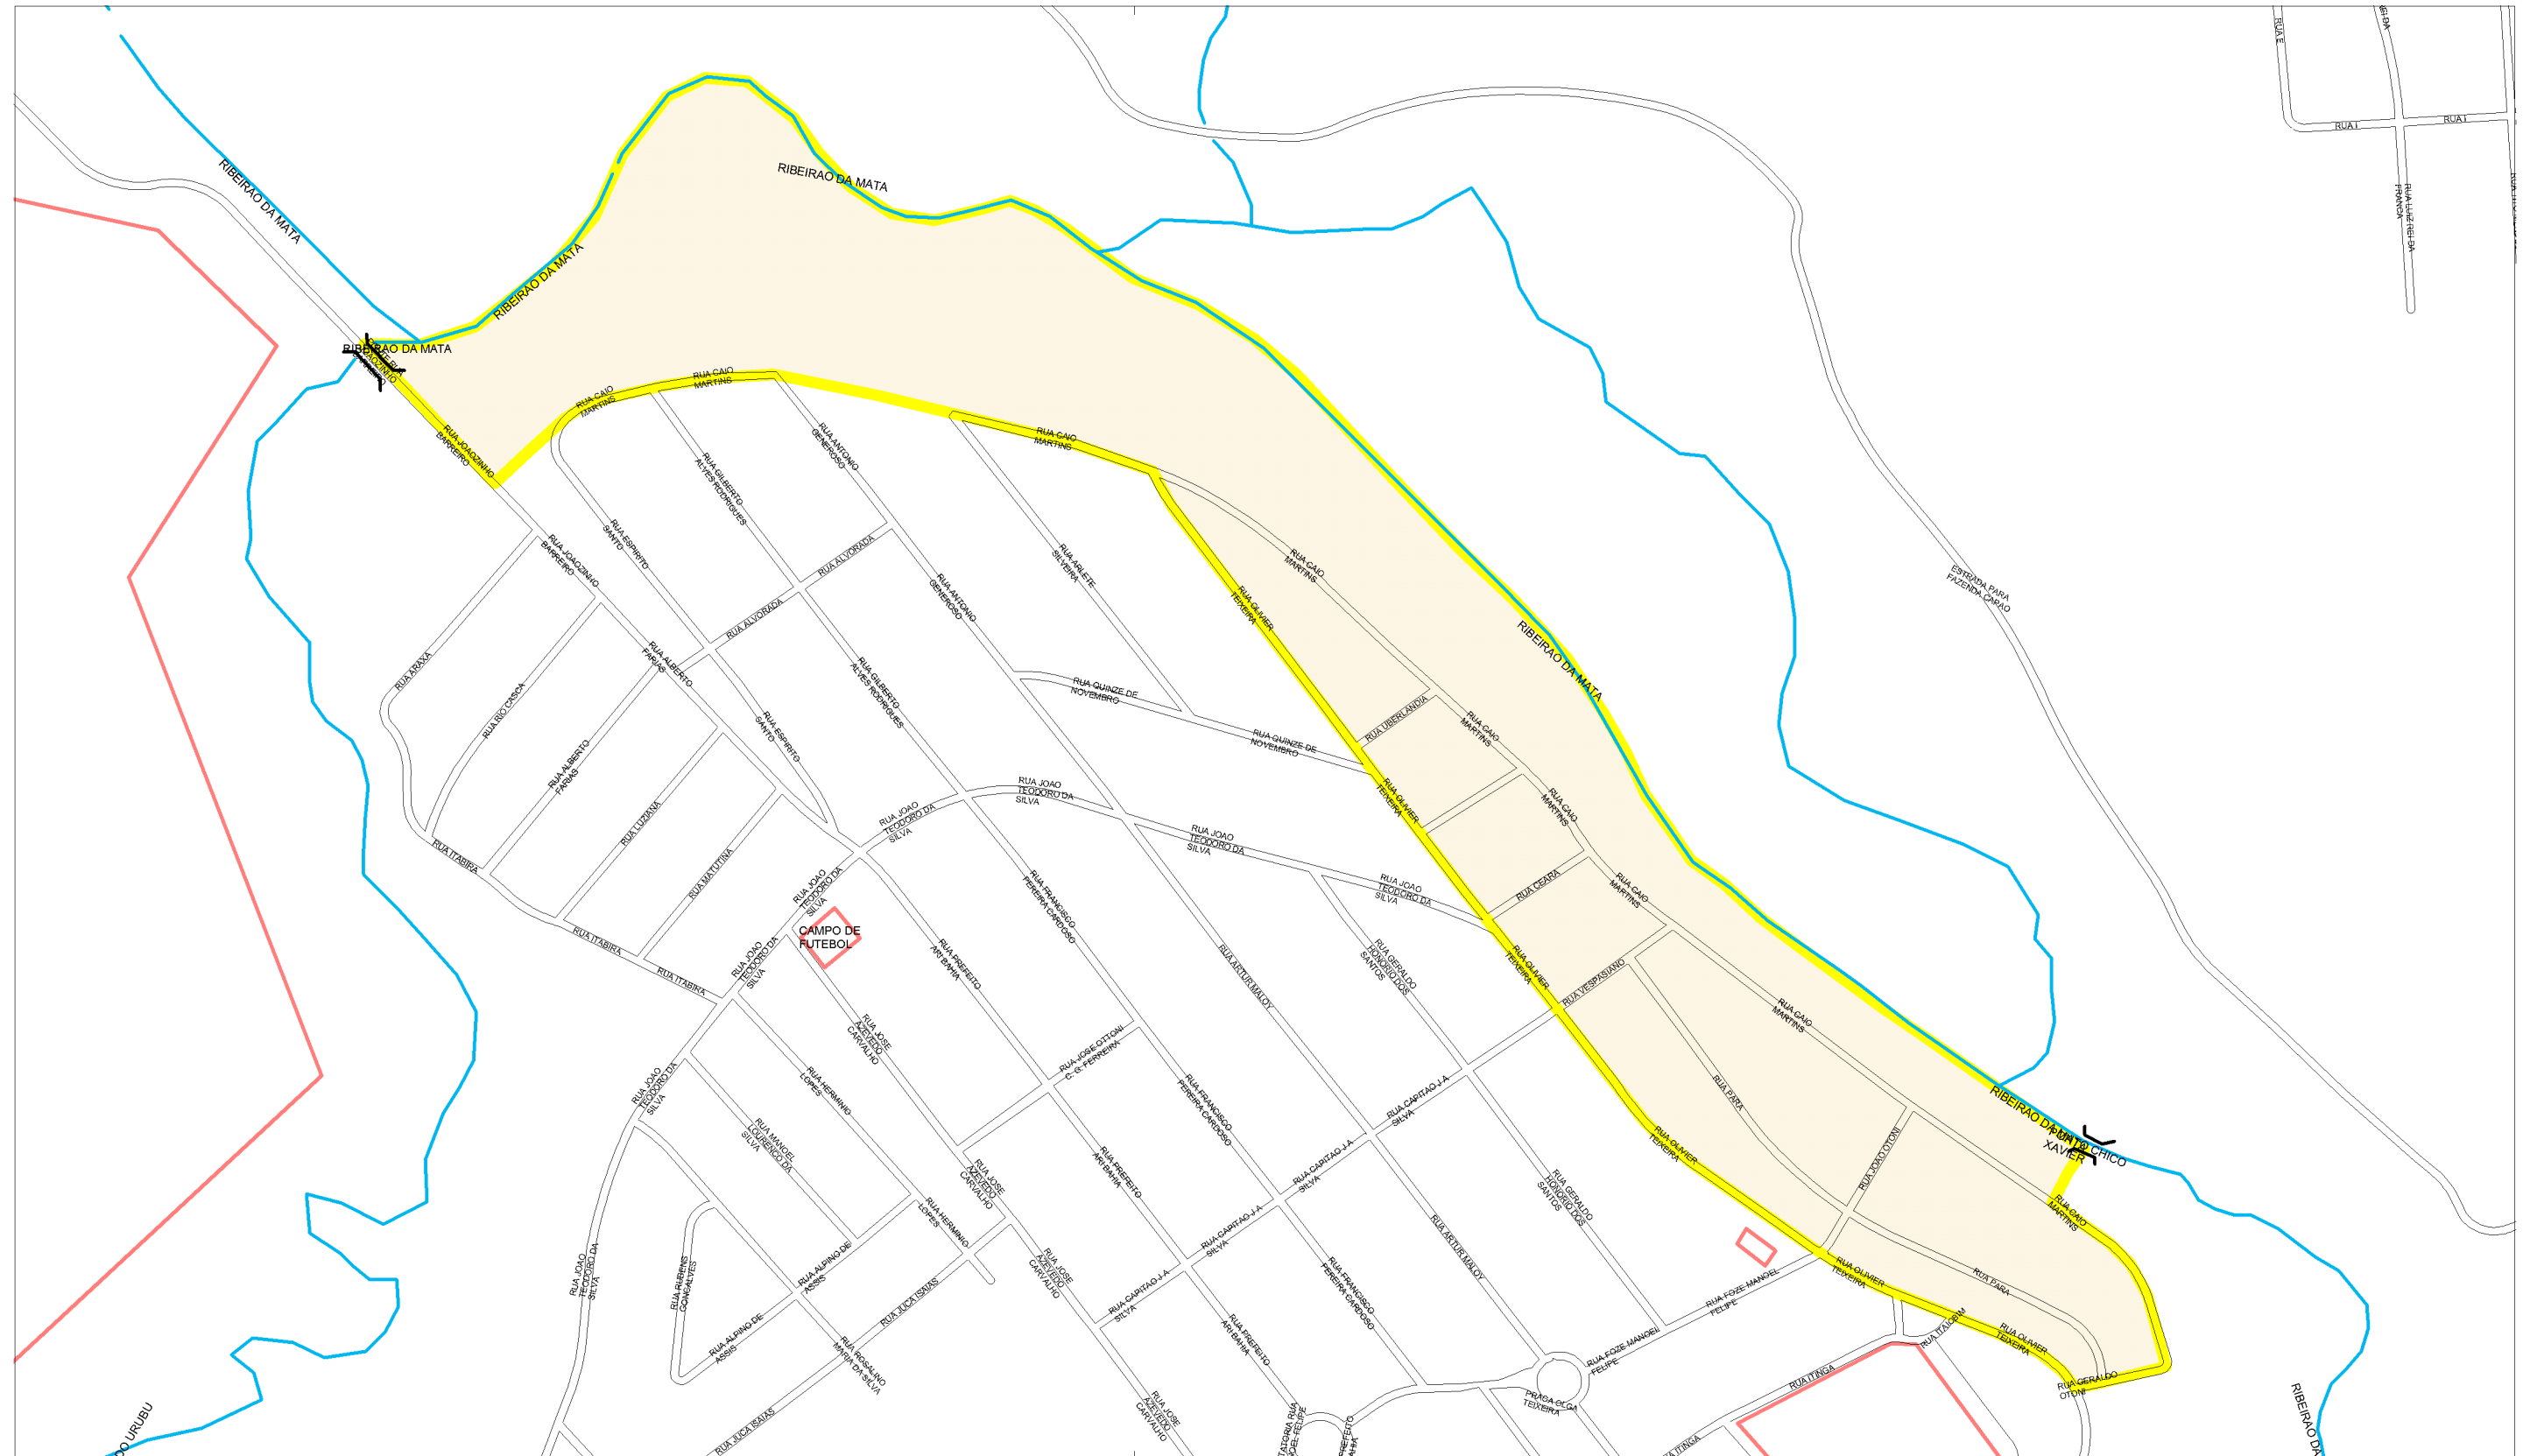 RUA E
REI DA
RUA I
RUA I
RUA LUIZ REI DA
FRANCA
RIBEIRAO DA MATA
RIBEIRAO DA MATA
RIBEIRAO DA MATA
RIBEIRAO DA MATA
RUA JOAOZINHO
BARREIRO
RUA CAIO
MARTINS
RUA CAIO
MARTINS
RUA CAIO
MARTINS
RUA ANTONIO
GENEROSO
RUA GILBERTO
ALVES RODRIGUES
RUA ESPIRITO
SANTO
RUA JOAOZINHO
BARREIRO
RUA ALVORADA
RUA ALVORADA
RUA ARLETE
SILVEIRA
RUA ANTONIO
GENEROSO
RUA CAIO
MARTINS
RUA OLIVIER
TEIXEIRA
ESTRADA PARA
FAZENDA CAPAO
RIBEIRAO DA MATA
RUA ARAXA
RUA RIO CASCA
RUA ALBERTO
FARIAS
RUA GILBERTO
ALVES RODRIGUES
RUA ESPIRITO
SANTO
RUA QUINZE DE
NOVEMBRO
RUA QUINZE DE
NOVEMBRO
RUA UBERLANDIA
RUA CAIO
MARTINS
RUA ALBERTO
FARIAS
RUA LUZIANA
RUA MATUTINA
RUA ITABIRA
RUA JOAO
TEODORO DA
SILVA
RUA JOAO
TEODORO DA
SILVA
RUA JOAO
TEODORO DA
SILVA
RUA JOAO
TEODORO DA
SILVA
RUA OLIVIER
TEIXEIRA
RUA CAIO
MARTINS
RUA CEARA
RUA CAIO
MARTINS
RUA JOAO
TEODORO DA
SILVA
CAMPO DE
FUTEBOL
RUA ITABIRA
RUA ITABIRA
RUA JOAO
TEODORO DA
SILVA
RUA PREFEITO
ARI BAHIA
RUA FRANCISCO
PEREIRA CARDOSO
RUA ARTUR MALOY
RUA GERALDO
HONORIO DOS
SANTOS
RUA OLIVIER
TEIXEIRA
RUA VESPASIANO
RUA CAIO
MARTINS
RUA JOSE
AZEVEDO
CARVALHO
RUA JOSE OTTONI
C. G. FERREIRA
RUA JOAO
TEODORO DA
SILVA
RUA HERMINIO
LOPES
RUA MANOEL
LOURENCO DA
SILVA
RUA FRANCISCO
PEREIRA CARDOSO
RUA CAPITAO J A
SILVA
RUA CAPITAO J A
SILVA
RUA PARA
RUA OLIVIER
TEIXEIRA
RUA JOAO OTONI
RIBEIRAO DA MATA
CHICO
XAVIER
RUA CAIO
MARTINS
RUA JOSE
AZEVEDO
CARVALHO
RUA PREFEITO
ARI BAHIA
RUA GERALDO
HONORIO DOS
SANTOS
RUA HERMINIO
LOPES
RUA CAPITAO J A
SILVA
RUA ARTUR MALOY
RUA JOAO
TEODORO DA
SILVA
RUA RUBENS
GONCALVES
RUA ALPINO DE
ASSIS
RUA JUCA ISAIAS
RUA JOSE
AZEVEDO
CARVALHO
RUA CAPITAO J A
SILVA
RUA FRANCISCO
PEREIRA CARDOSO
RUA FOZE MANOEL
FELIPE
RUA OLIVIER
TEIXEIRA
RUA PARA
RUA ALPINO DE
ASSIS
RUA ROSALINO
MARIA DA SILVA
RUA PREFEITO
ARI BAHIA
RUA FOZE MANOEL
FELIPE
RUA ITAOBIM
RUA OLIVIER
TEIXEIRA
RUA ITINGA
RUA GERALDO
OTONI
PRACA OLGA
TEIXEIRA
RUA JOSE
AZEVEDO
CARVALHO
RUA JUCA ISAIAS
DO URUBU
RIBEIRAO DA